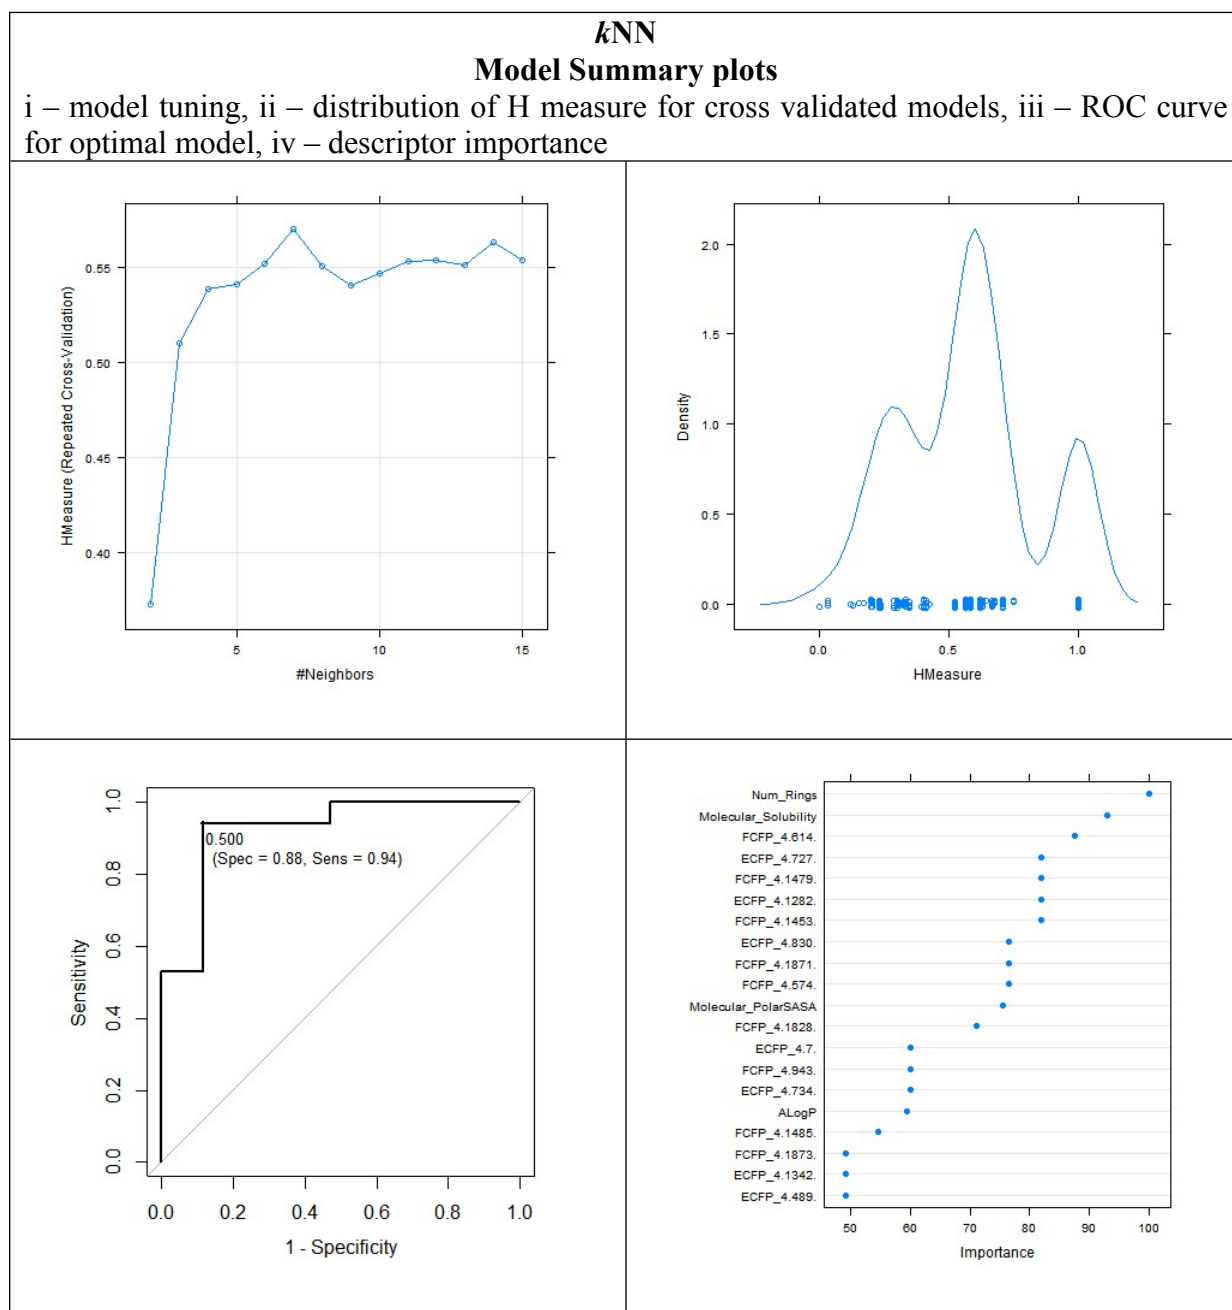 kNN
Model Summary plots
i – model tuning, ii – distribution of H measure for cross validated models, iii – ROC curve
for optimal model, iv – descriptor importance
HMeasure (Repeated Cross-Validation)
0.55
0.50
0.45
0.40
5
10
15
#Neighbors
Density
2.0
1.5
1.0
0.5
0.0
0.0
0.5
1.0
HMeasure
Sensitivity
1.0
0.8
0.6
0.4
0.2
0.0
0.500
(Spec = 0.88, Sens = 0.94)
0.0
0.2
0.4
0.6
0.8
1.0
1 - Specificity
Num_Rings
Molecular_Solubility
FCFP_4.614.
ECFP_4.727.
FCFP_4.1479.
ECFP_4.1282.
FCFP_4.1453.
ECFP_4.830.
FCFP_4.1871.
FCFP_4.574.
Molecular_PolarSASA
FCFP_4.1828.
ECFP_4.7.
FCFP_4.943.
ECFP_4.734.
ALogP
FCFP_4.1485.
FCFP_4.1873.
ECFP_4.1342.
ECFP_4.489.
50
60
70
80
90
100
Importance